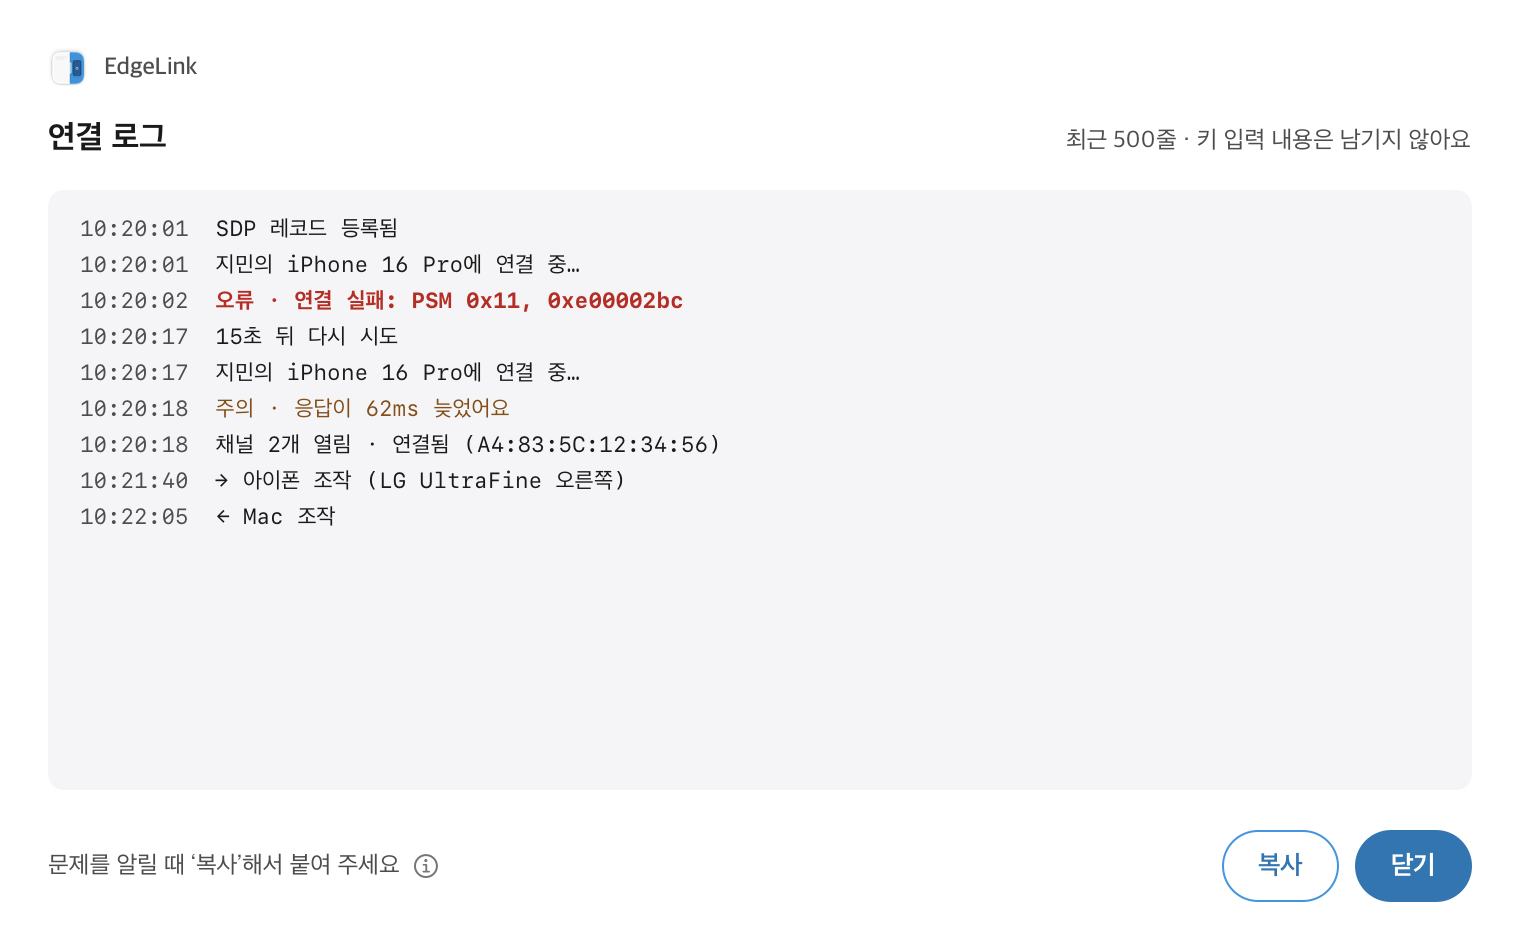 EdgeLink
연결 로그
최근 500줄 · 키 입력 내용은 남기지 않아요
10:20:01 SDP 레코드 등록됨
10:20:01 지민의 iPhone 16 Pro에 연결 중…
10:20:02 오류 · 연결 실패: PSM 0x11, 0xe00002bc
10:20:17 15초 뒤 다시 시도
10:20:17 지민의 iPhone 16 Pro에 연결 중…
10:20:18 주의 · 응답이 62ms 늦었어요
10:20:18 채널 2개 열림 · 연결됨 (A4:83:5C:12:34:56)
10:21:40 → 아이폰 조작 (LG UltraFine 오른쪽)
10:22:05 ← Mac 조작
문제를 알릴 때 ‘복사’해서 붙여 주세요
복사
닫기